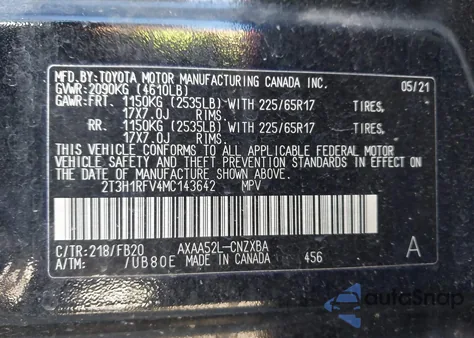 MFD.BY:TOYOTA MOTOR MANUFACTURING CANADA INC.
GVWR: 2090KG (4610LB) 05/21
GAWR:FRT. 1150KG (2535LB) WITH 225/65R17 TIRES,
17X7.0J RIMS,
RR. 1150KG (2535LB) WITH 225/65R17 TIRES,
17X7.0J RIMS,
THIS VEHICLE CONFORMS TO ALL APPLICABLE FEDERAL MOTOR
VEHICLE SAFETY AND THEFT PREVENTION STANDARDS IN EFFECT ON
THE DATE OF MANUFACTURE SHOWN ABOVE.
2T3H1RFV4MC143642 MPV
C/TR:218/FB20 AXAA52L-CNZXBA A
A/TM: /UB80E MADE IN CANADA 456
autoSnap